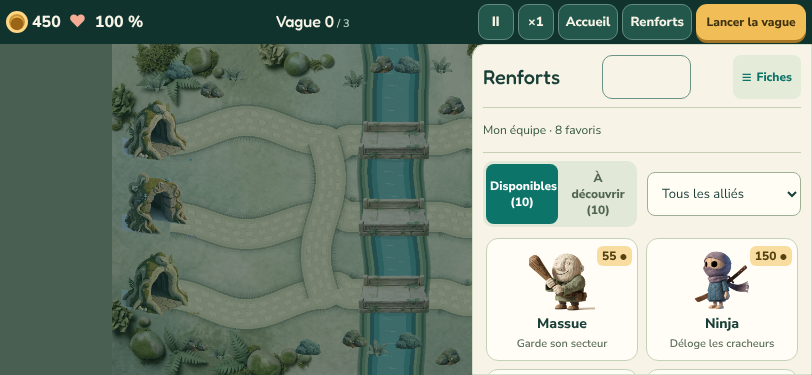 450 100 % Vague 0 / 3 II ×1 Accueil Renforts Lancer la vague
Renforts ≡ Fiches
Mon équipe · 8 favoris
Disponibles (10) À découvrir (10) Tous les alliés
55 150
Massue Ninja
Garde son secteur Déloge les cracheurs